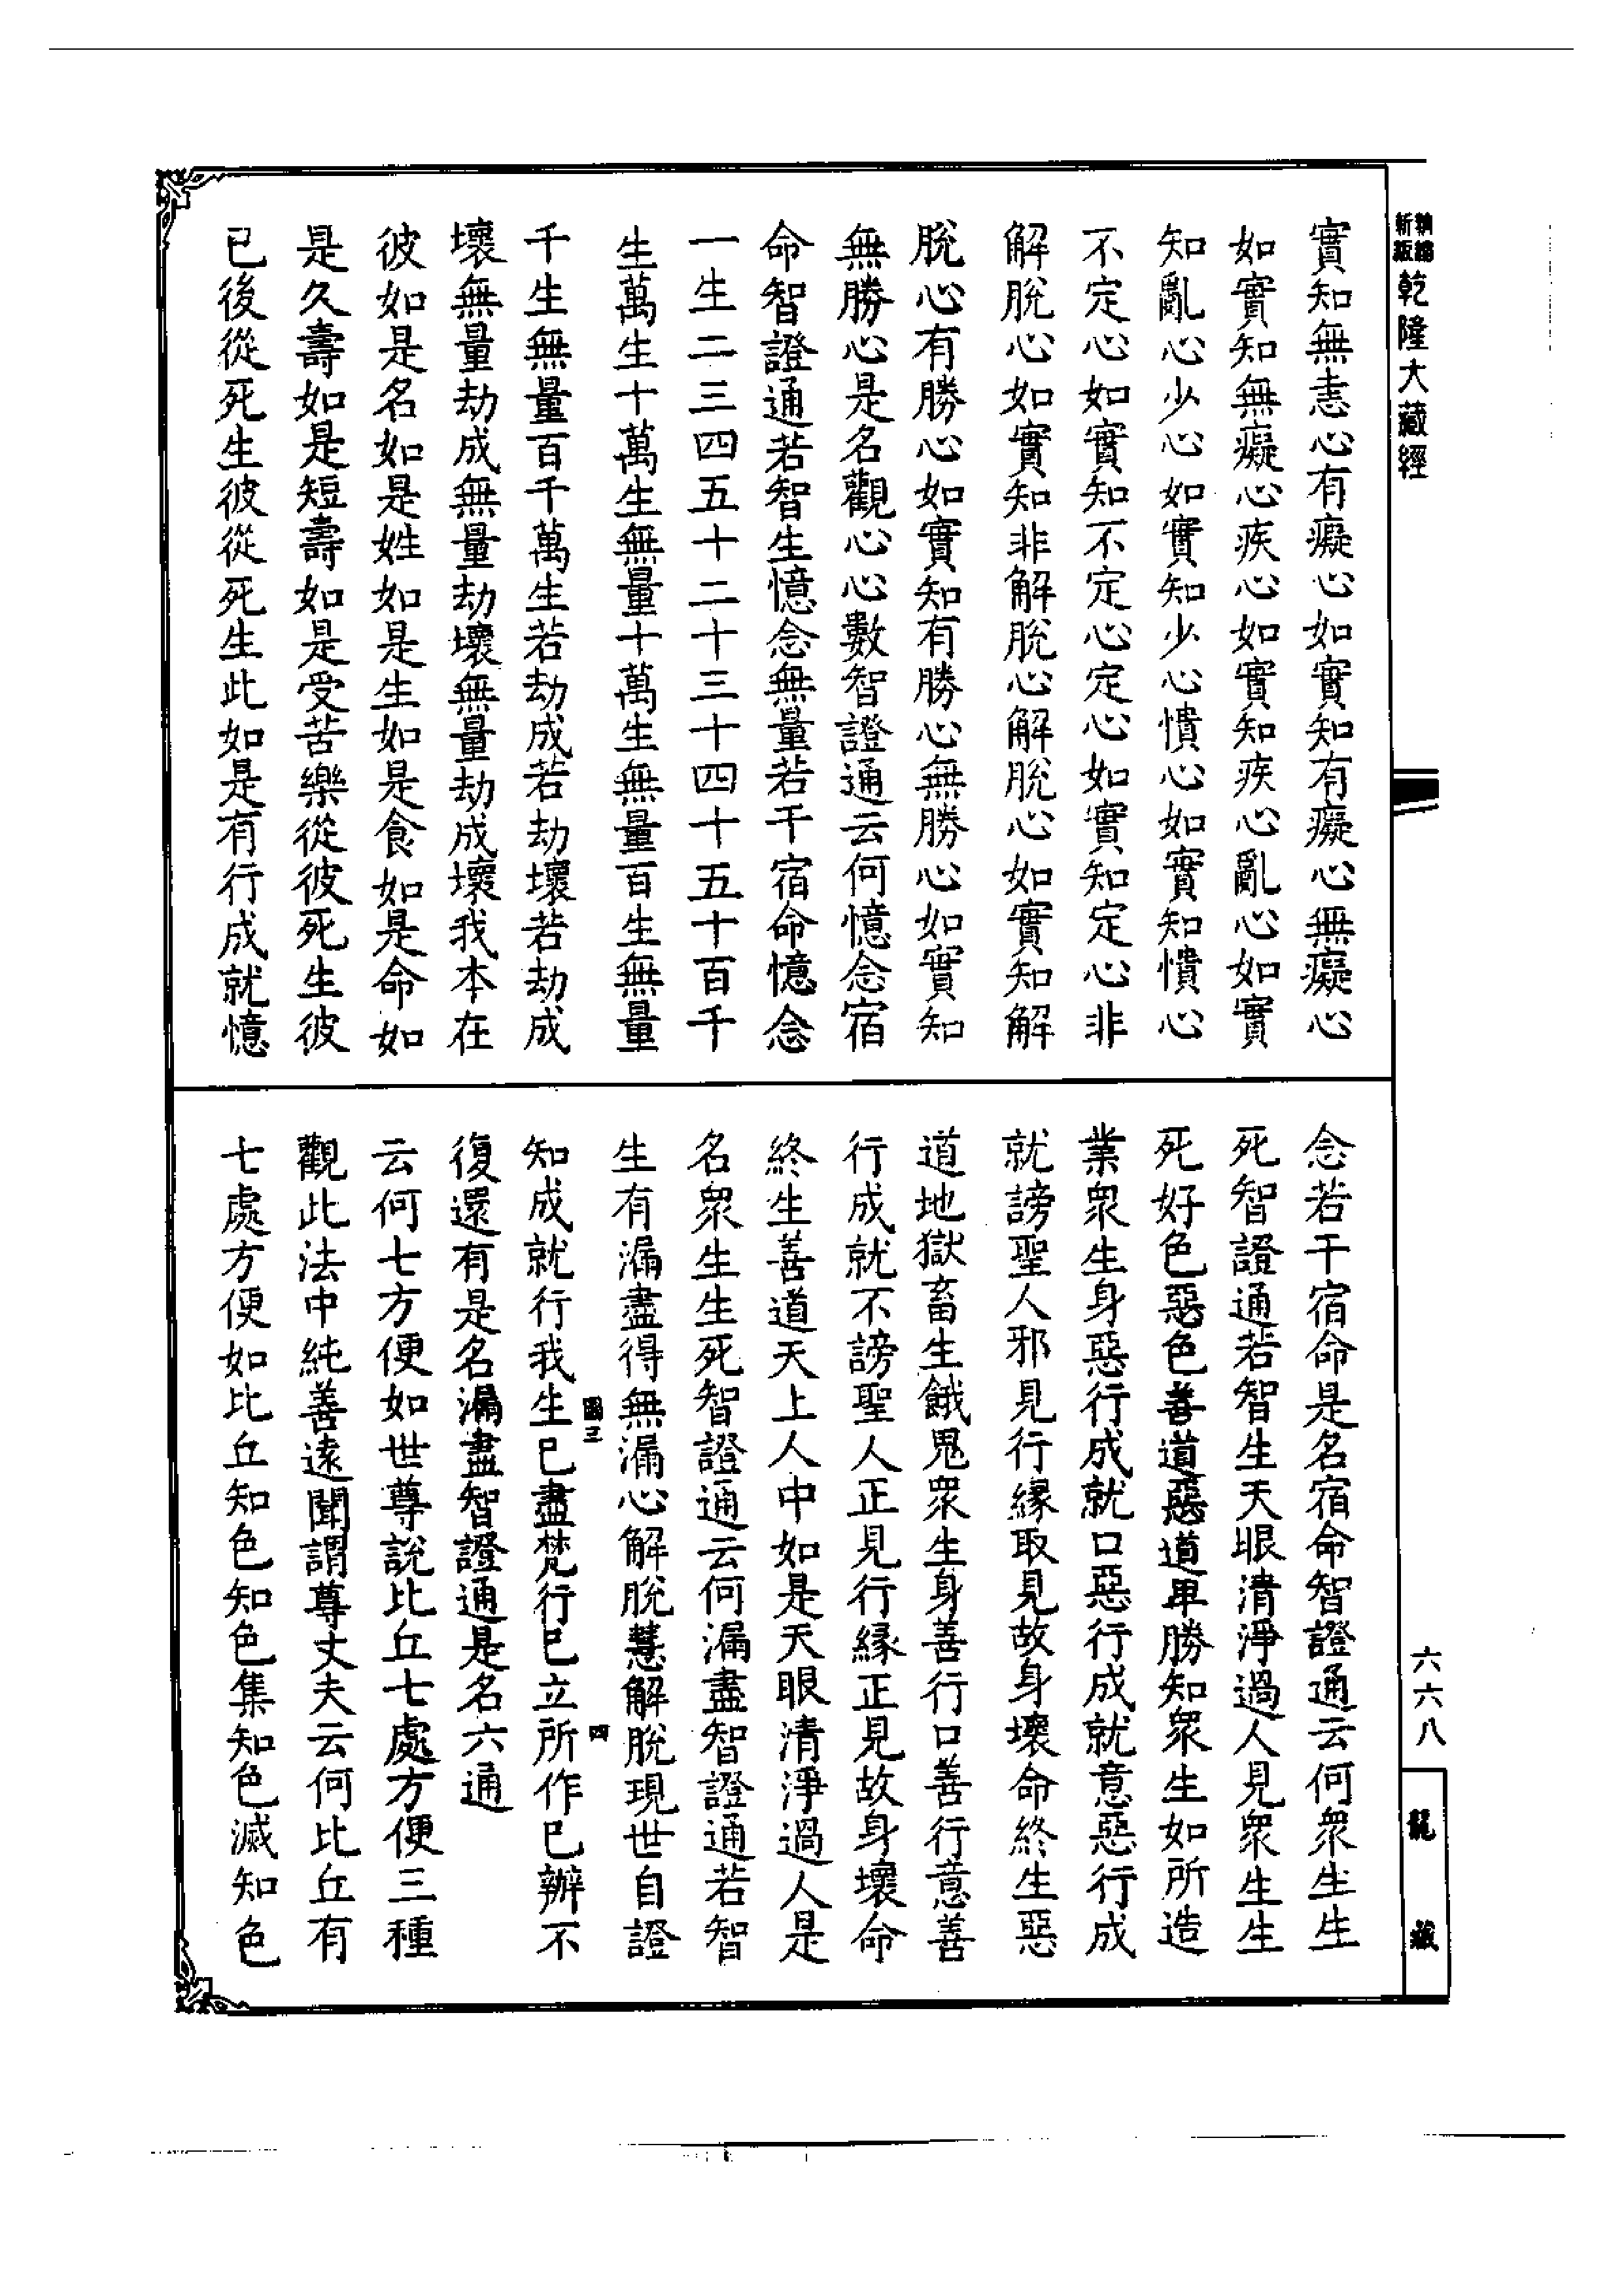 新編
新版
乾隆大藏經
實知無恚心有癡心如實知有癡心無癡心
如實知無癡心疾心如實知疾心亂心如實
知亂心少心如實知少心憒心如實知憒心
不定心如實知不定心定心如實知定心非
解脫心如實知非解脫心解脫心如實知解
脫心有勝心如實知有勝心無勝心如實知
無勝心是名觀心心數智證通云何憶念宿
命智證通若智生憶念無量若干宿命憶念
一生二三四五十二十三十四十五十百千
生萬生十萬生無量十萬生無量百生無量
千生無量百千萬生若劫成若劫壞若劫成
壞無量劫成無量劫壞無量劫成壞我本在
彼如是名如是姓如是生如是食如是命如
是久壽如是短壽如是受苦樂從彼死生彼
已後從死生彼從死生此如是有行成就憶
念若干宿命是名宿命智證通云何眾生生
死智證通若智生天眼清淨過人見眾生生
死好色惡色善道惡道卑勝知眾生如所造
業眾生身惡行成就口惡行成就意惡行成
就謗聖人邪見行緣取見故身壞命終生惡
道地獄畜生餓鬼眾生身善行口善行意善
行成就不謗聖人正見行緣正見故身壞命
終生善道天上人中如是天眼清淨過人是
名眾生生死智證通云何漏盡智證通若智
生有漏盡得無漏心解脫慧解脫現世自證
知成就行我生已盡梵行已立所作已辦不
復還有是名漏盡智證通是名六通
云何七方便如世尊說比丘七處方便三種
觀此法中純善遠聞謂尊丈夫云何比丘有
七處方便如比丘知色知色集知色滅知色
六六八
龍藏